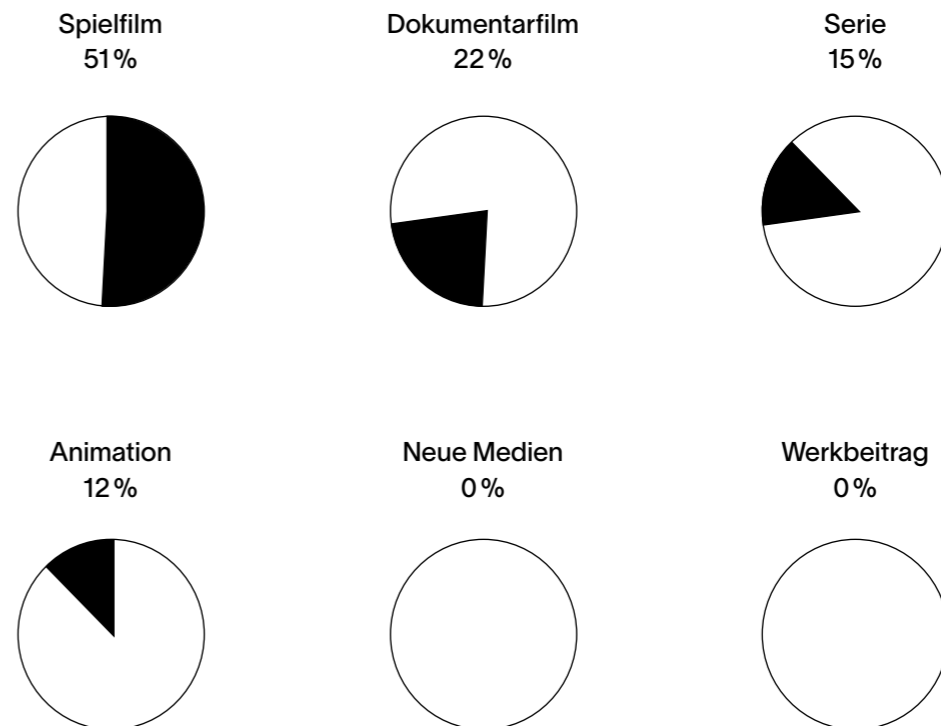 Spielfilm
51 %
Dokumentarfilm
22 %
Serie
15 %
Animation
12 %
Neue Medien
0 %
Werkbeitrag
0 %